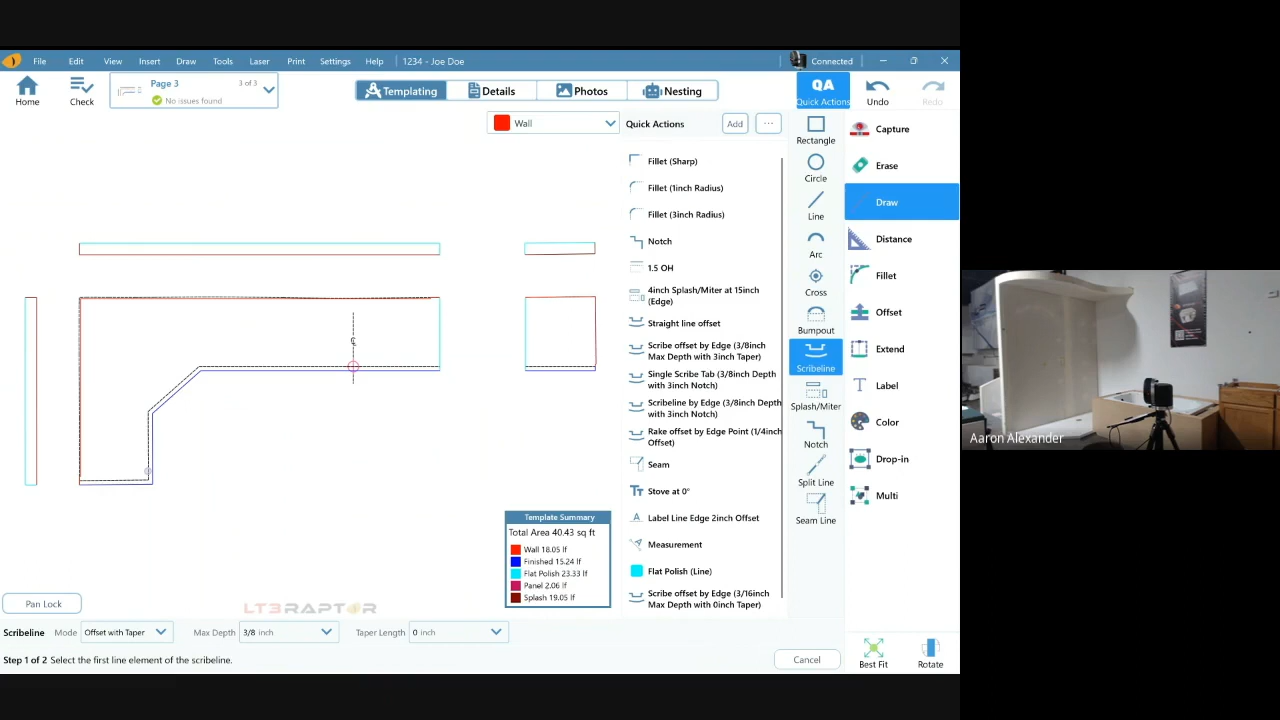 File Edit View Insert Draw Tools Laser Print Settings Help 1234 - Joe Doe Connected
Home
Check
Page 3 3 of 3
No issues found
Templating Details Photos Nesting
QA
Quick Actions
Undo
Redo
Wall
Quick Actions Add ...
Fillet (Sharp)
Fillet (1inch Radius)
Fillet (3inch Radius)
Notch
1.5 OH
4inch Splash/Miter at 15inch
(Edge)
Straight line offset
Scribe offset by Edge (3/8inch
Max Depth with 3inch Taper)
Single Scribe Tab (3/8inch Depth
with 3inch Notch)
Scribeline by Edge (3/8inch Depth
with 3inch Notch)
Rake offset by Edge Point (1/4inch
Offset)
Seam
Stove at 0°
Label Line Edge 2inch Offset
Measurement
Flat Polish (Line)
Scribe offset by Edge (3/16inch
Max Depth with 0inch Taper)
Rectangle
Circle
Line
Arc
Cross
Bumpout
Scribeline
Splash/Miter
Notch
Split Line
Seam Line
Capture
Erase
Draw
Distance
Fillet
Offset
Extend
Label
Color
Drop-in
Multi
Best Fit
Rotate
Template Summary
Total Area 40.43 sq ft
Wall 18.05 lf
Finished 15.24 lf
Flat Polish 23.33 lf
Panel 2.06 lf
Splash 19.05 lf
Pan Lock
LT3RAPTOR
Scribeline Mode Offset with Taper Max Depth 3/8 inch Taper Length 0 inch
Step 1 of 2 Select the first line element of the scribeline.
Cancel
Aaron Alexander